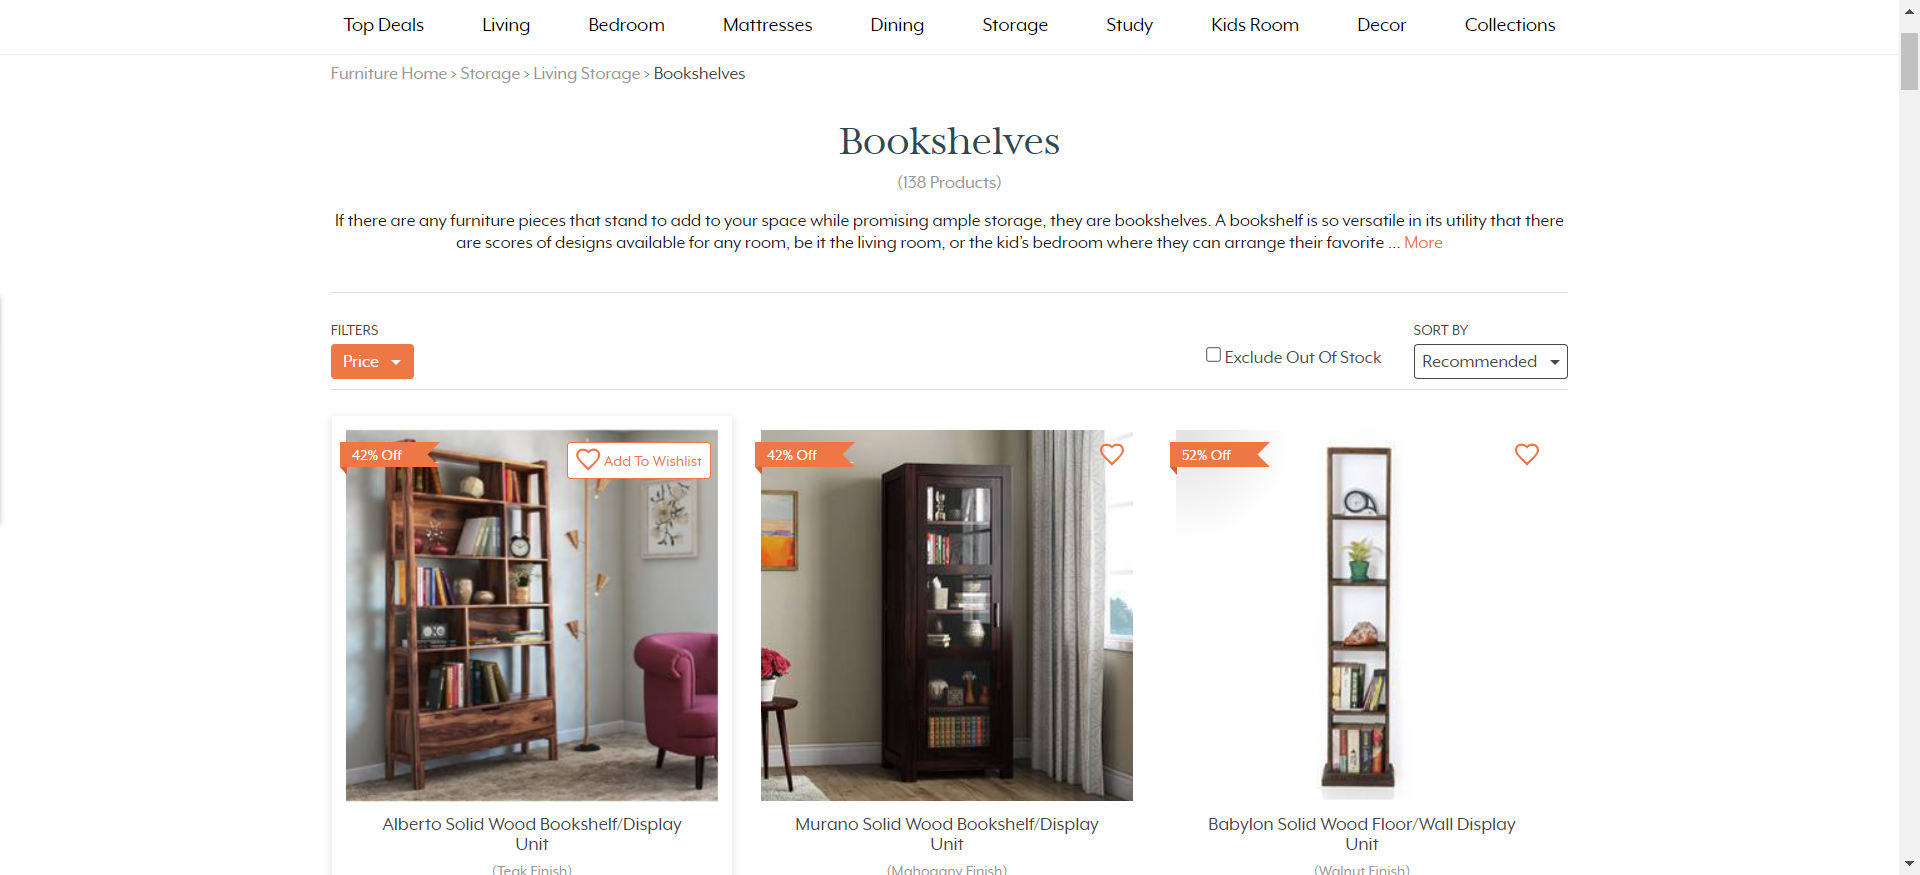 Top Deals Living Bedroom Mattresses Dining Storage Study Kids Room Decor Collections
Furniture Home > Storage > Living Storage > Bookshelves
Bookshelves
(138 Products)
If there are any furniture pieces that stand to add to your space while promising ample storage, they are bookshelves. A bookshelf is so versatile in its utility that there
are scores of designs available for any room, be it the living room, or the kid's bedroom where they can arrange their favorite ... More
FILTERS
Price
Exclude Out Of Stock
SORT BY
Recommended
42% Off
Add To Wishlist
42% Off
52% Off
Alberto Solid Wood Bookshelf/Display
Unit
(Teak Finish)
Murano Solid Wood Bookshelf/Display
Unit
(Mahogany Finish)
Babylon Solid Wood Floor/Wall Display
Unit
(Walnut Finish)